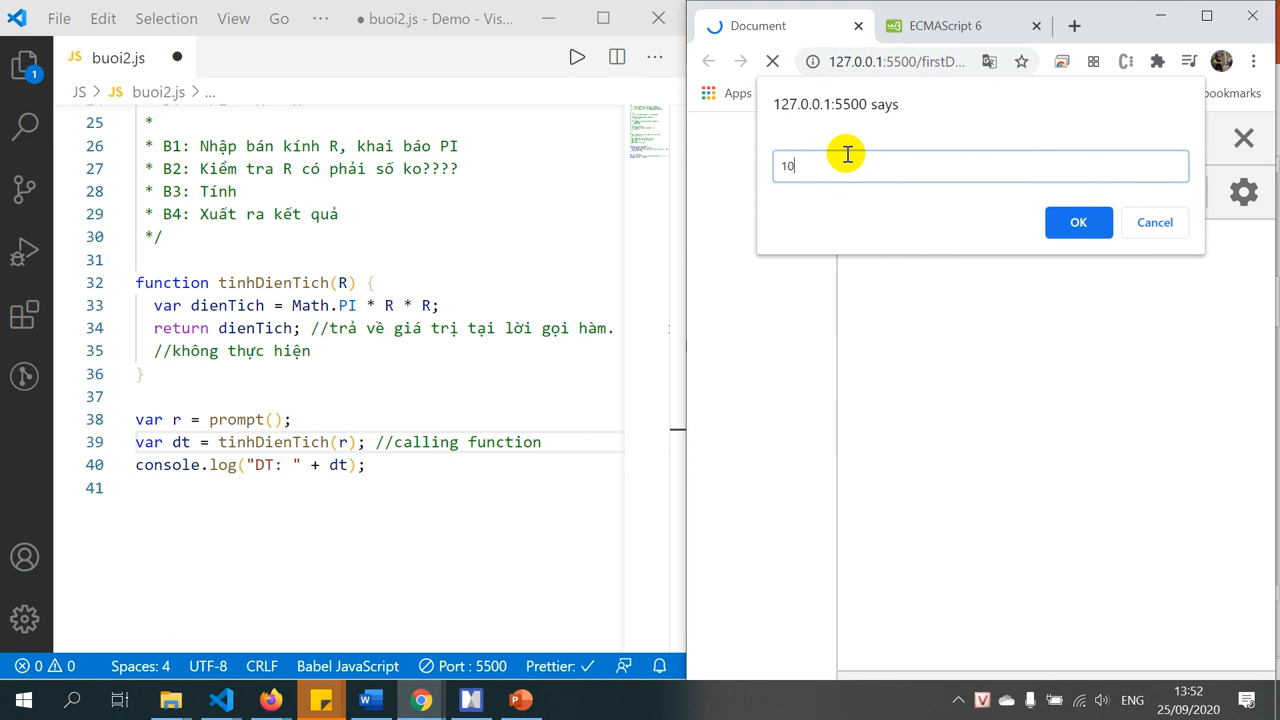 File Edit Selection View Go ··· ● buoi2.js - Demo - Vis...
JS buoi2.js ●
JS > JS buoi2.js > ...
25 *
26 * B1: Nhập bán kính R, khai báo PI
27 * B2: Kiểm tra R có phải số ko????
28 * B3: Tính
29 * B4: Xuất ra kết quả
30 */
31
32 function tinhDienTich(R) {
33 var dienTich = Math.PI * R * R;
34 return dienTich; //trả về giá trị tại lời gọi hàm.
35 //không thực hiện
36 }
37
38 var r = prompt();
39 var dt = tinhDienTich(r); //calling function
40 console.log("DT: " + dt);
41
1
0 0 Spaces: 4 UTF-8 CRLF Babel JavaScript Port : 5500 Prettier: ✓
Document ECMAScript 6
127.0.0.1:5500/firstD...
Apps
ookmarks
127.0.0.1:5500 says
10
OK Cancel
ENG 13:52
25/09/2020